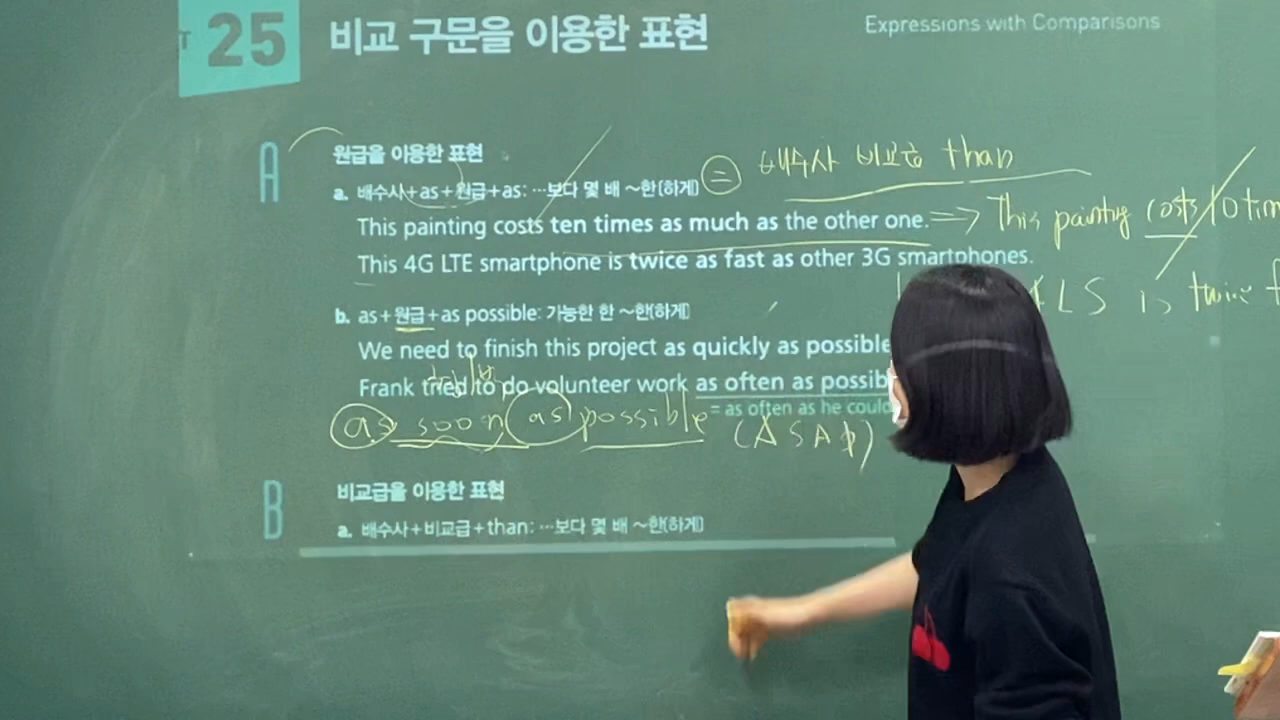 25 비교 구문을 이용한 표현 Expressions with Comparisons
A 원급을 이용한 표현
= 배수사 비교급 than
a. 배수사+as+원급+as: …보다 몇 배 ~한(하게)
This painting costs ten times as much as the other one. => This painting costs 10 tim
This 4G LTE smartphone is twice as fast as other 3G smartphones.
LS is twice f
b. as+원급+as possible: 가능한 한 ~한(하게)
We need to finish this project as quickly as possible
Frank tried to do volunteer work as often as possib
= as often as he could
as soon as possible (ASAP)
B 비교급을 이용한 표현
a. 배수사+비교급+than: …보다 몇 배 ~한(하게)